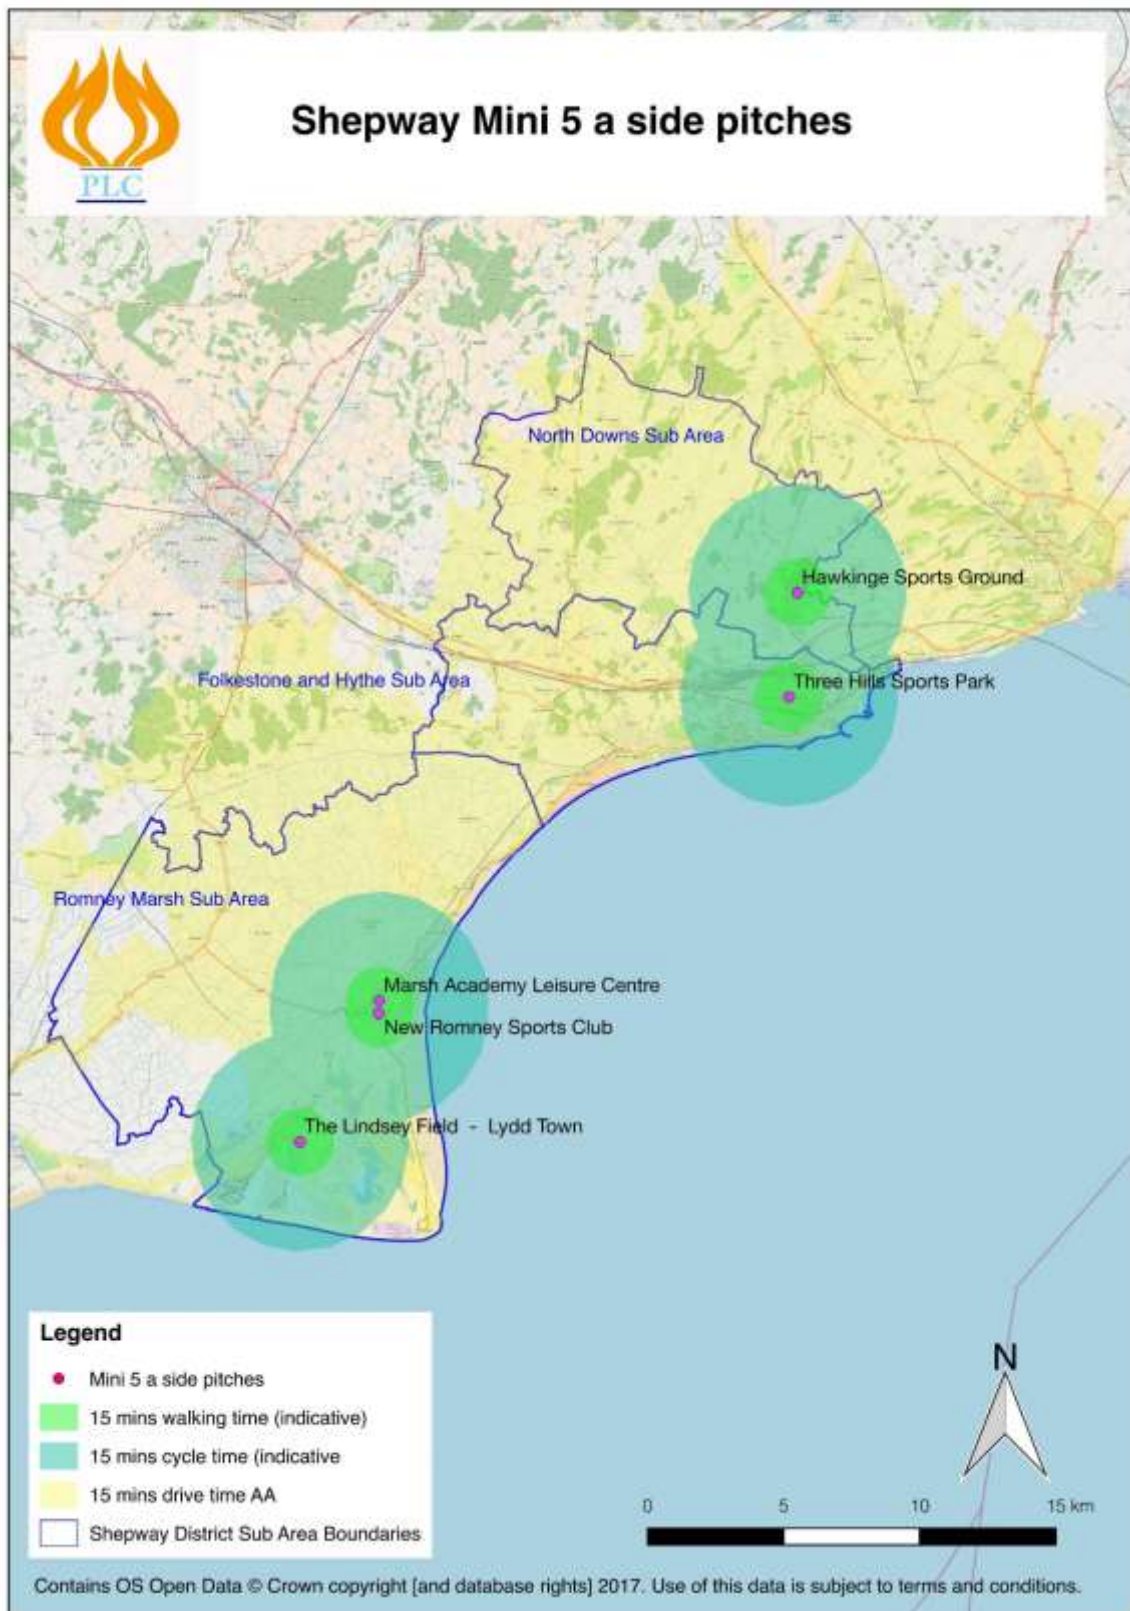 PLC
Shepway Mini 5 a side pitches
North Downs Sub Area
Hawkinge Sports Ground
Folkestone and Hythe Sub Area
Three Hills Sports Park
Romney Marsh Sub Area
Marsh Academy Leisure Centre
New Romney Sports Club
The Lindsey Field - Lydd Town
Legend
Mini 5 a side pitches
15 mins walking time (indicative)
15 mins cycle time (indicative
15 mins drive time AA
Shepway District Sub Area Boundaries
N
0 5 10 15 km
Contains OS Open Data © Crown copyright [and database rights] 2017. Use of this data is subject to terms and conditions.